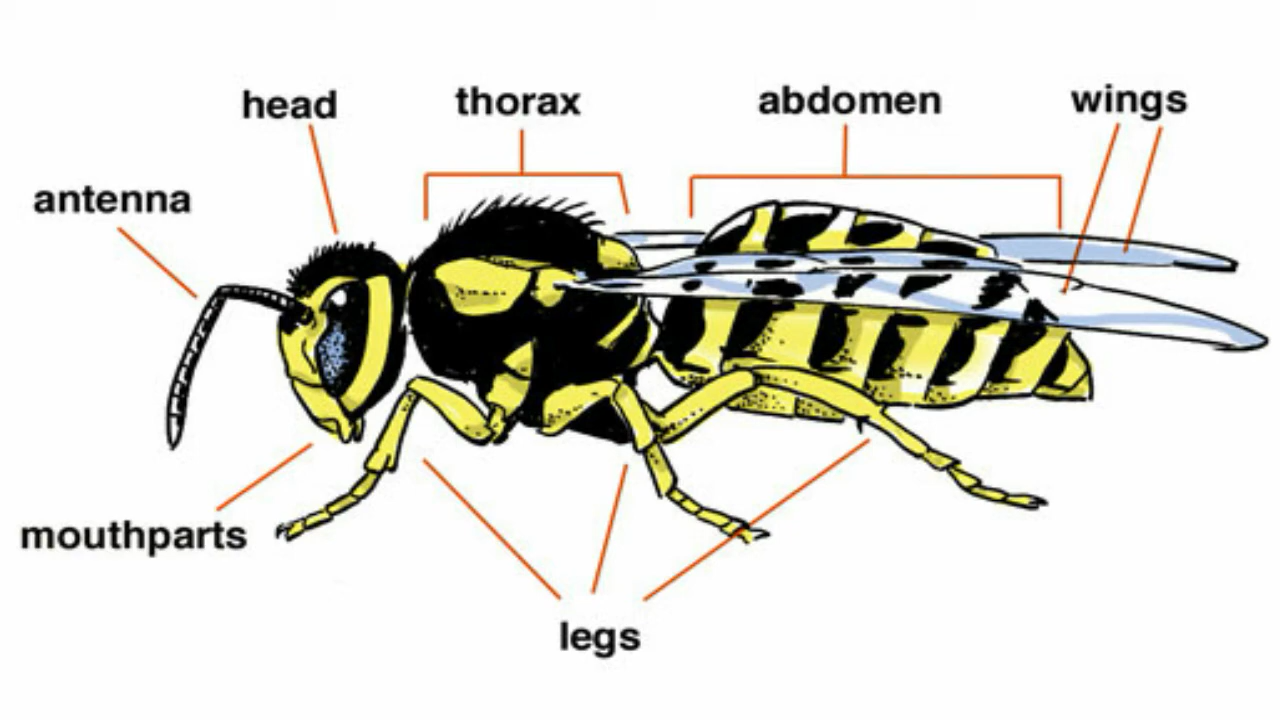 head
thorax
abdomen
wings
antenna
mouthparts
legs